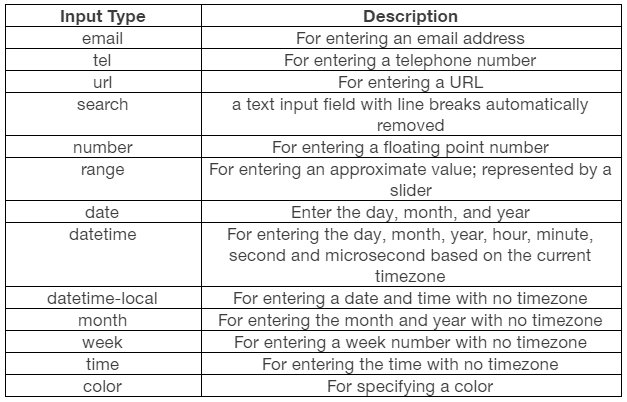 Input Type Description
email For entering an email address
tel For entering a telephone number
url For entering a URL
search a text input field with line breaks automatically
removed
number For entering a floating point number
range For entering an approximate value; represented by a
slider
date Enter the day, month, and year
datetime For entering the day, month, year, hour, minute,
second and microsecond based on the current
timezone
datetime-local For entering a date and time with no timezone
month For entering the month and year with no timezone
week For entering a week number with no timezone
time For entering the time with no timezone
color For specifying a color